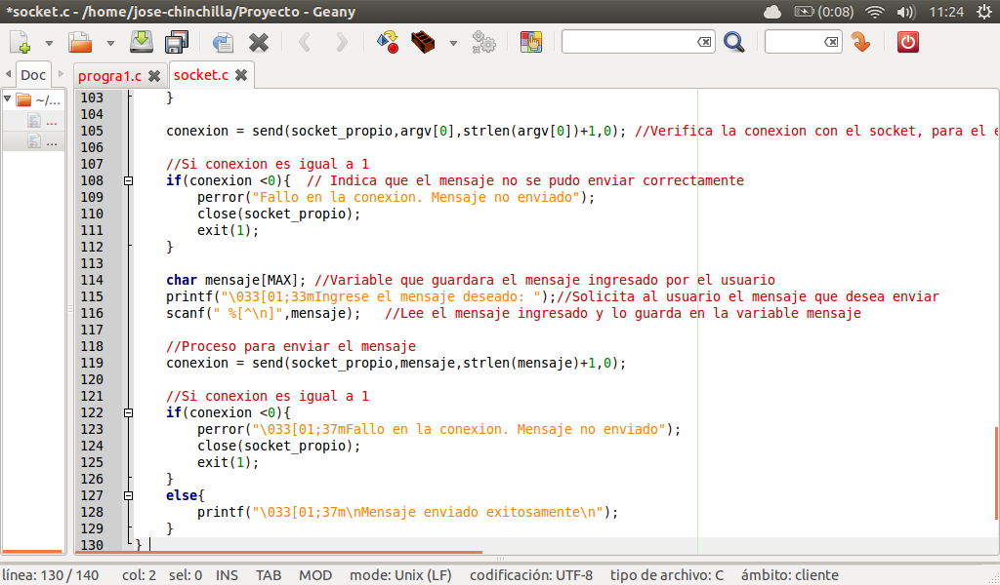 *socket.c - /home/jose-chinchilla/Proyecto - Geany
(0:08)
11:24
Doc
progra1.c
socket.c
~/...
...
...
103 }
104
105 conexion = send(socket_propio,argv[0],strlen(argv[0])+1,0); //Verifica la conexion con el socket, para el
106
107 //Si conexion es igual a 1
108 if(conexion <0){ // Indica que el mensaje no se pudo enviar correctamente
109 perror("Fallo en la conexion. Mensaje no enviado");
110 close(socket_propio);
111 exit(1);
112 }
113
114 char mensaje[MAX]; //Variable que guardara el mensaje ingresado por el usuario
115 printf("\033[01;33mIngrese el mensaje deseado: ");//Solicita al usuario el mensaje que desea enviar
116 scanf(" %[^\n]",mensaje); //Lee el mensaje ingresado y lo guarda en la variable mensaje
117
118 //Proceso para enviar el mensaje
119 conexion = send(socket_propio,mensaje,strlen(mensaje)+1,0);
120
121 //Si conexion es igual a 1
122 if(conexion <0){
123 perror("\033[01;37mFallo en la conexion. Mensaje no enviado");
124 close(socket_propio);
125 exit(1);
126 }
127 else{
128 printf("\033[01;37m\nMensaje enviado exitosamente\n");
129 }
130 }
línea: 130 / 140 col: 2 sel: 0 INS TAB MOD modo: Unix (LF) codificación: UTF-8 tipo de archivo: C ámbito: cliente